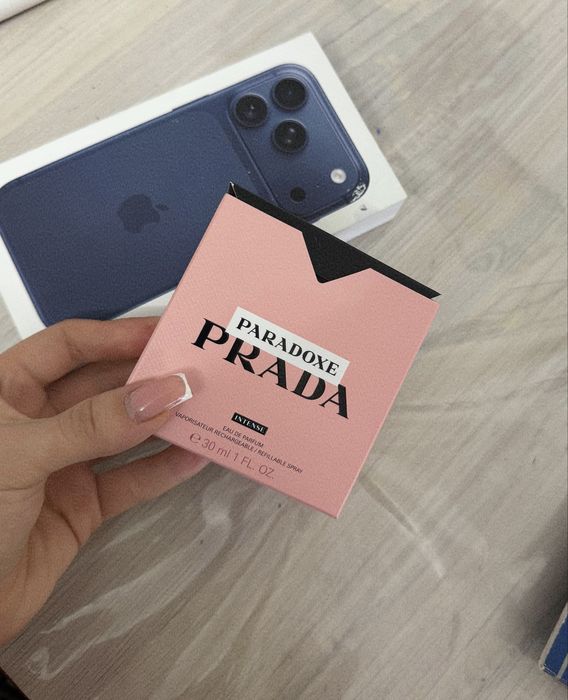 PARADOXE
PRADA
INTENSE
EAU DE PARFUM
VAPORISATEUR RECHARGEABLE / REFILLABLE SPRAY
℮ 30 ml 1 FL. OZ.